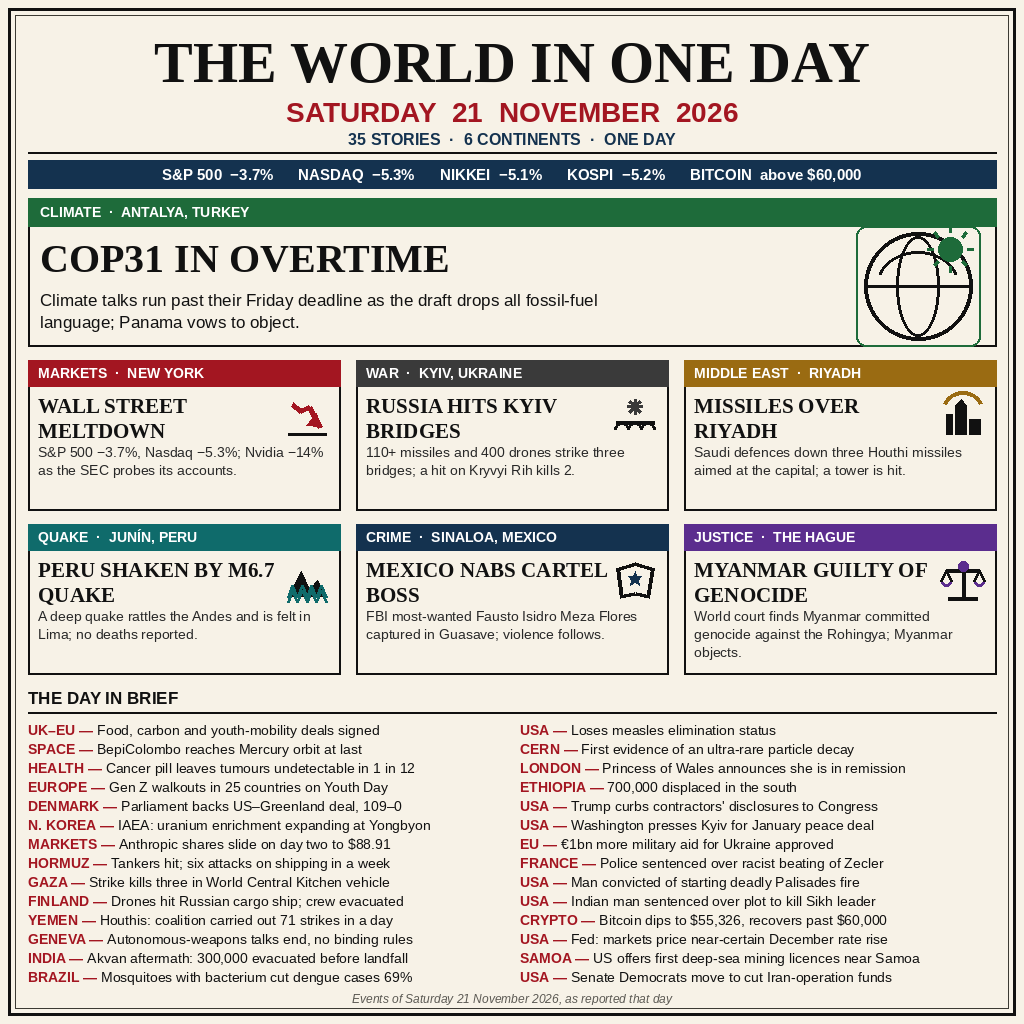 THE WORLD IN ONE DAY
SATURDAY 21 NOVEMBER 2026
35 STORIES · 6 CONTINENTS · ONE DAY
S&P 500 −3.7% NASDAQ −5.3% NIKKEI −5.1% KOSPI −5.2% BITCOIN above $60,000
CLIMATE · ANTALYA, TURKEY
COP31 IN OVERTIME
Climate talks run past their Friday deadline as the draft drops all fossil-fuel
language; Panama vows to object.
MARKETS · NEW YORK
WALL STREET
MELTDOWN
S&P 500 −3.7%, Nasdaq −5.3%; Nvidia −14%
as the SEC probes its accounts.
WAR · KYIV, UKRAINE
RUSSIA HITS KYIV
BRIDGES
110+ missiles and 400 drones strike three
bridges; a hit on Kryvyi Rih kills 2.
MIDDLE EAST · RIYADH
MISSILES OVER
RIYADH
Saudi defences down three Houthi missiles
aimed at the capital; a tower is hit.
QUAKE · JUNÍN, PERU
PERU SHAKEN BY M6.7
QUAKE
A deep quake rattles the Andes and is felt in
Lima; no deaths reported.
CRIME · SINALOA, MEXICO
MEXICO NABS CARTEL
BOSS
FBI most-wanted Fausto Isidro Meza Flores
captured in Guasave; violence follows.
JUSTICE · THE HAGUE
MYANMAR GUILTY OF
GENOCIDE
World court finds Myanmar committed
genocide against the Rohingya; Myanmar
objects.
THE DAY IN BRIEF
UK–EU — Food, carbon and youth-mobility deals signed
SPACE — BepiColombo reaches Mercury orbit at last
HEALTH — Cancer pill leaves tumours undetectable in 1 in 12
EUROPE — Gen Z walkouts in 25 countries on Youth Day
DENMARK — Parliament backs US–Greenland deal, 109–0
N. KOREA — IAEA: uranium enrichment expanding at Yongbyon
MARKETS — Anthropic shares slide on day two to $88.91
HORMUZ — Tankers hit; six attacks on shipping in a week
GAZA — Strike kills three in World Central Kitchen vehicle
FINLAND — Drones hit Russian cargo ship; crew evacuated
YEMEN — Houthis: coalition carried out 71 strikes in a day
GENEVA — Autonomous-weapons talks end, no binding rules
INDIA — Akvan aftermath: 300,000 evacuated before landfall
BRAZIL — Mosquitoes with bacterium cut dengue cases 69%
USA — Loses measles elimination status
CERN — First evidence of an ultra-rare particle decay
LONDON — Princess of Wales announces she is in remission
ETHIOPIA — 700,000 displaced in the south
USA — Trump curbs contractors' disclosures to Congress
USA — Washington presses Kyiv for January peace deal
EU — €1bn more military aid for Ukraine approved
FRANCE — Police sentenced over racist beating of Zecler
USA — Man convicted of starting deadly Palisades fire
USA — Indian man sentenced over plot to kill Sikh leader
CRYPTO — Bitcoin dips to $55,326, recovers past $60,000
USA — Fed: markets price near-certain December rate rise
SAMOA — US offers first deep-sea mining licences near Samoa
USA — Senate Democrats move to cut Iran-operation funds
Events of Saturday 21 November 2026, as reported that day